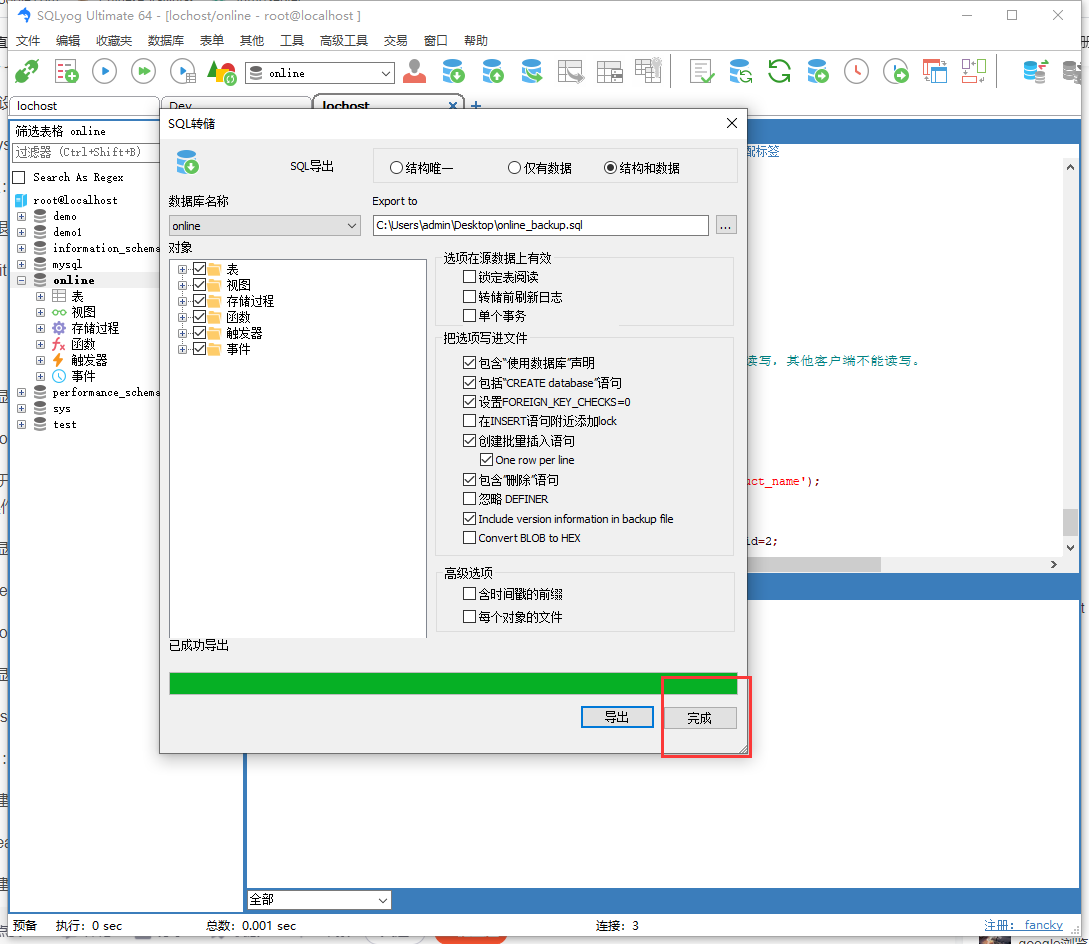 SQLyog Ultimate 64 - [lochost/online - root@localhost ]
文件 编辑 收藏夹 数据库 表单 其他 工具 高级工具 交易 窗口 帮助
online
lochost Dev lochost
筛选表格 online
过滤器 (Ctrl+Shift+B)
Search As Regex
root@localhost
demo
demo1
information_schema
mysql
online
表
视图
存储过程
函数
触发器
事件
performance_schema
sys
test
SQL转储
SQL导出
结构唯一 仅有数据 结构和数据
数据库名称
online
Export to
C:\Users\admin\Desktop\online_backup.sql
...
对象
表
视图
存储过程
函数
触发器
事件
选项在源数据上有效
锁定表阅读
转储前刷新日志
单个事务
把选项写进文件
包含"使用数据库"声明
包括"CREATE database"语句
设置FOREIGN_KEY_CHECKS=0
在INSERT语句附近添加lock
创建批量插入语句
One row per line
包含"删除"语句
忽略 DEFINER
Include version information in backup file
Convert BLOB to HEX
高级选项
含时间戳的前缀
每个对象的文件
已成功导出
导出 完成
配标签
读写，其他客户端不能读写。
uct_name');
id=2;
全部
预备 执行：0 sec 总数：0.001 sec 连接：3 注册： fancky